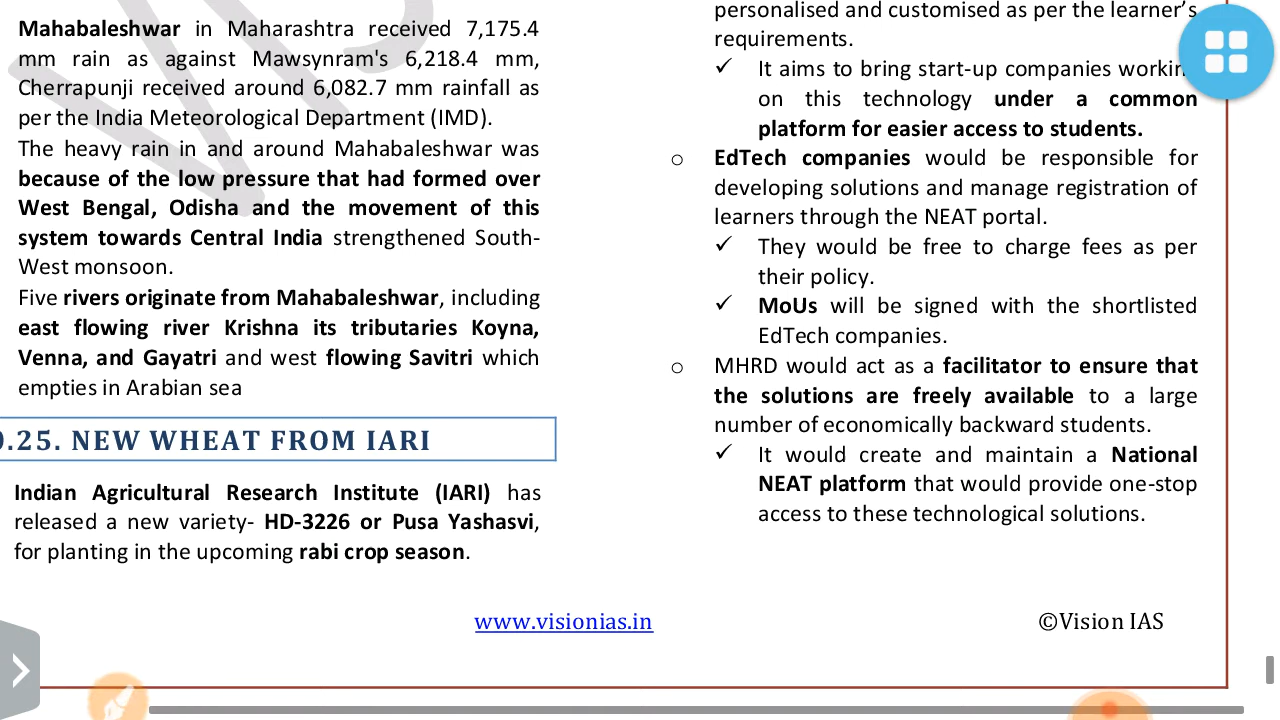 Mahabaleshwar in Maharashtra received 7,175.4
mm rain as against Mawsynram's 6,218.4 mm,
Cherrapunji received around 6,082.7 mm rainfall as
per the India Meteorological Department (IMD).
The heavy rain in and around Mahabaleshwar was
because of the low pressure that had formed over
West Bengal, Odisha and the movement of this
system towards Central India strengthened South-
West monsoon.
Five rivers originate from Mahabaleshwar, including
east flowing river Krishna its tributaries Koyna,
Venna, and Gayatri and west flowing Savitri which
empties in Arabian sea
.25. NEW WHEAT FROM IARI
Indian Agricultural Research Institute (IARI) has
released a new variety- HD-3226 or Pusa Yashasvi,
for planting in the upcoming rabi crop season.
personalised and customised as per the learner's
requirements.
✓ It aims to bring start-up companies workin
on this technology under a common
platform for easier access to students.
o EdTech companies would be responsible for
developing solutions and manage registration of
learners through the NEAT portal.
✓ They would be free to charge fees as per
their policy.
✓ MoUs will be signed with the shortlisted
EdTech companies.
o MHRD would act as a facilitator to ensure that
the solutions are freely available to a large
number of economically backward students.
✓ It would create and maintain a National
NEAT platform that would provide one-stop
access to these technological solutions.
www.visionias.in
©Vision IAS